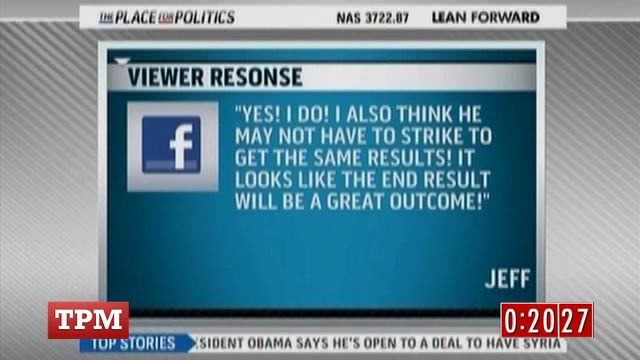 THE PLACE FOR POLITICS NAS 3722.87 LEAN FORWARD
VIEWER RESONSE
"YES! I DO! I ALSO THINK HE
MAY NOT HAVE TO STRIKE TO
GET THE SAME RESULTS! IT
LOOKS LIKE THE END RESULT
WILL BE A GREAT OUTCOME!"
f
JEFF
TPM
0:20:27
TOP STORIES ESIDENT OBAMA SAYS HE'S OPEN TO A DEAL TO HAVE SYRIA